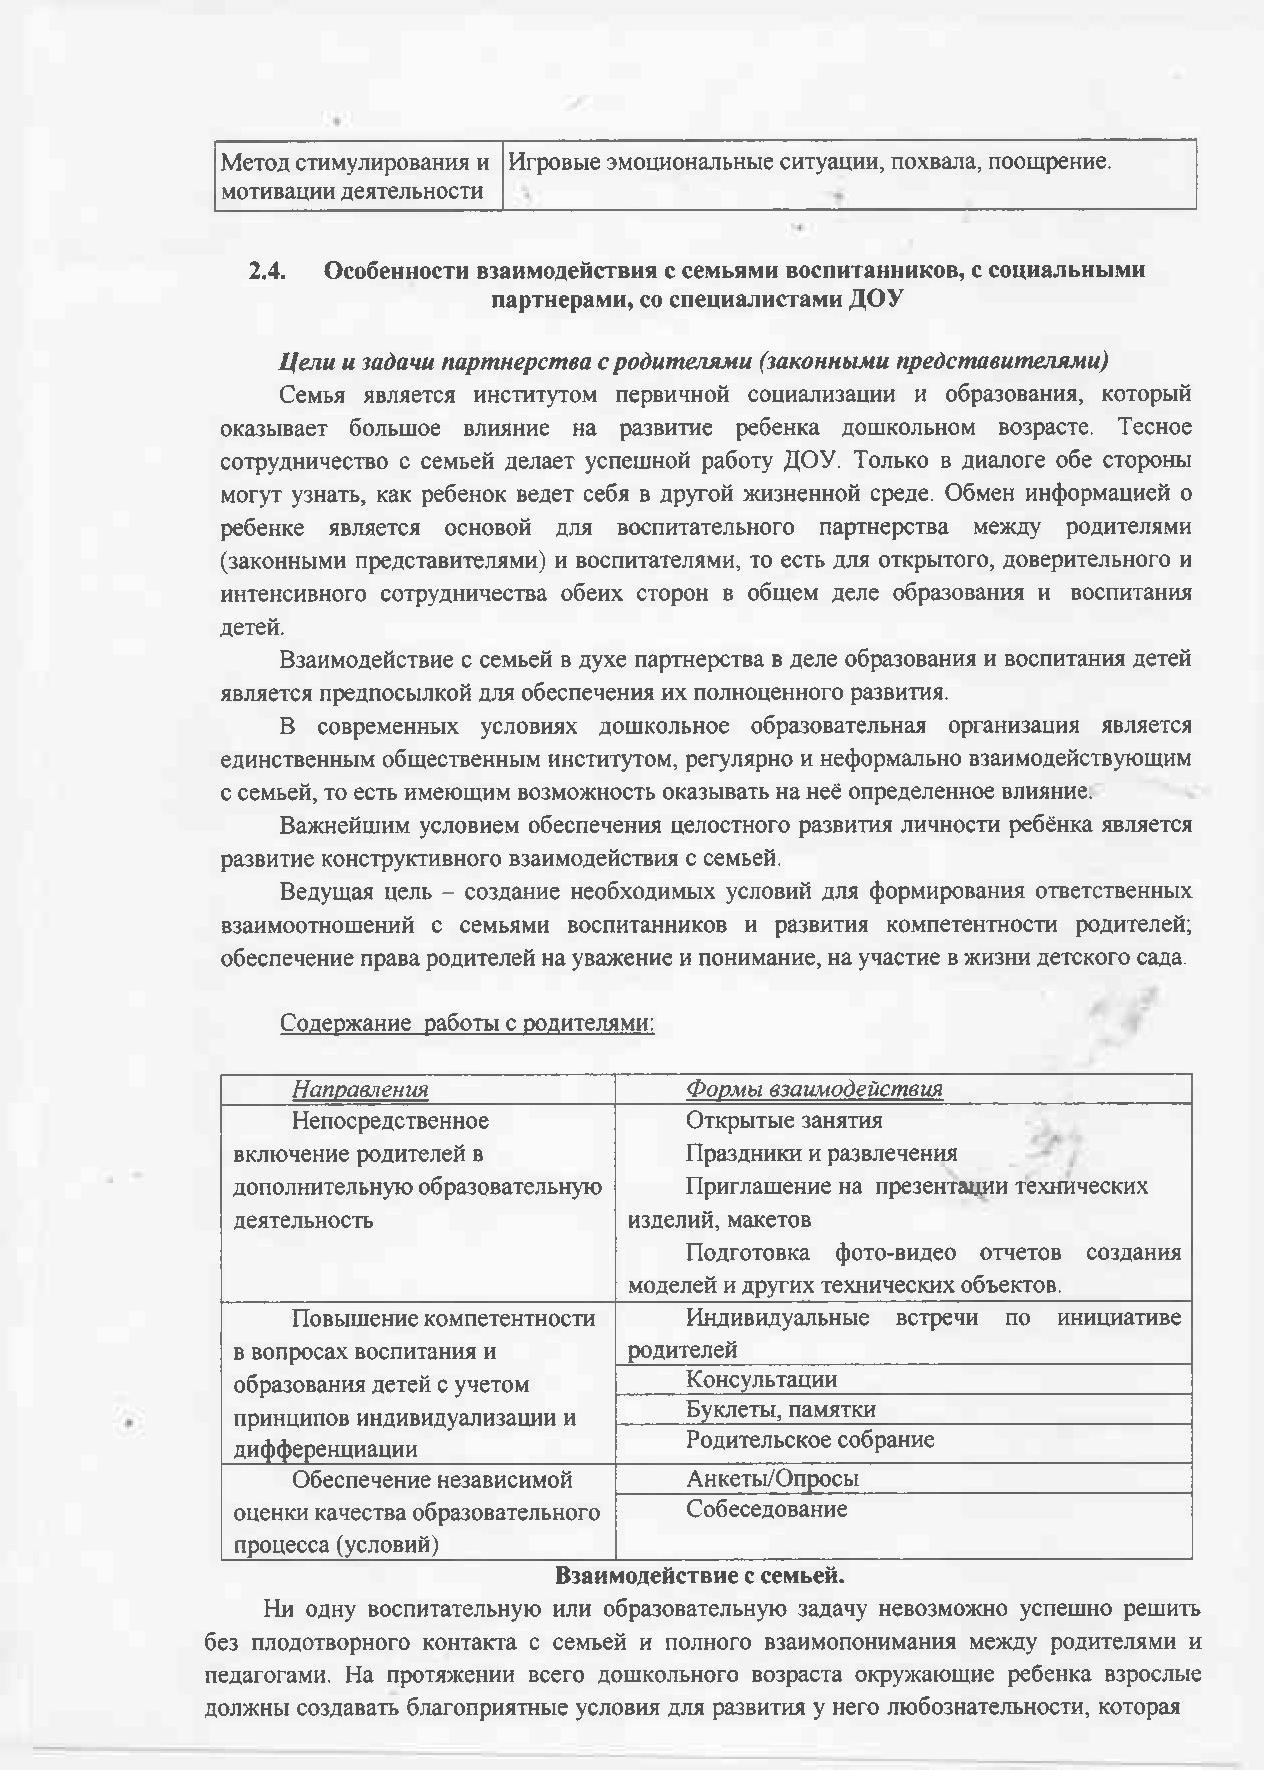 Метод стимулирования и
мотивации деятельности
Игровые эмоциональные ситуации, похвала, поощрение.
2.4. Особенности взаимодействия с семьями воспитанников, с социальными
партнерами, со специалистами ДОУ
Цели и задачи партнерства с родителями (законными представителями)
Семья является институтом первичной социализации и образования, который
оказывает большое влияние на развитие ребенка дошкольном возрасте. Тесное
сотрудничество с семьей делает успешной работу ДОУ. Только в диалоге обе стороны
могут узнать, как ребенок ведет себя в другой жизненной среде. Обмен информацией о
ребенке является основой для воспитательного партнерства между родителями
(законными представителями) и воспитателями, то есть для открытого, доверительного и
интенсивного сотрудничества обеих сторон в общем деле образования и воспитания
детей.
Взаимодействие с семьей в духе партнерства в деле образования и воспитания детей
является предпосылкой для обеспечения их полноценного развития.
В современных условиях дошкольное образовательная организация является
единственным общественным институтом, регулярно и неформально взаимодействующим
с семьей, то есть имеющим возможность оказывать на неё определенное влияние.
Важнейшим условием обеспечения целостного развития личности ребёнка является
развитие конструктивного взаимодействия с семьей.
Ведущая цель – создание необходимых условий для формирования ответственных
взаимоотношений с семьями воспитанников и развития компетентности родителей;
обеспечение права родителей на уважение и понимание, на участие в жизни детского сада.
Содержание работы с родителями:
Направления
Формы взаимодействия
Непосредственное
включение родителей в
дополнительную образовательную
деятельность
Открытые занятия
Праздники и развлечения
Приглашение на презентации технических
изделий, макетов
Подготовка фото-видео отчетов создания
моделей и других технических объектов.
Повышение компетентности
в вопросах воспитания и
образования детей с учетом
принципов индивидуализации и
дифференциации
Индивидуальные встречи по инициативе
родителей
Консультации
Буклеты, памятки
Родительское собрание
Обеспечение независимой
оценки качества образовательного
процесса (условий)
Анкеты/Опросы
Собеседование
Взаимодействие с семьей.
Ни одну воспитательную или образовательную задачу невозможно успешно решить
без плодотворного контакта с семьей и полного взаимопонимания между родителями и
педагогами. На протяжении всего дошкольного возраста окружающие ребенка взрослые
должны создавать благоприятные условия для развития у него любознательности, которая